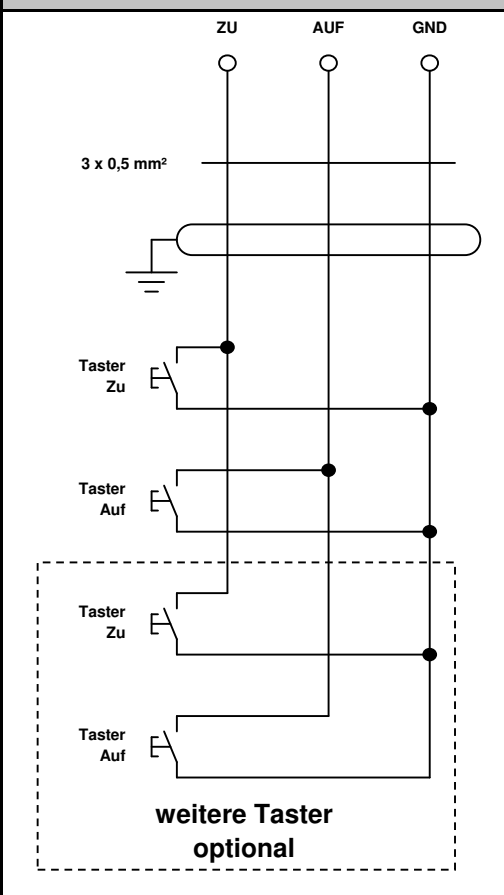 ZU AUF GND
3 x 0,5 mm²
Taster
Zu
Taster
Auf
Taster
Zu
Taster
Auf
weitere Taster
optional